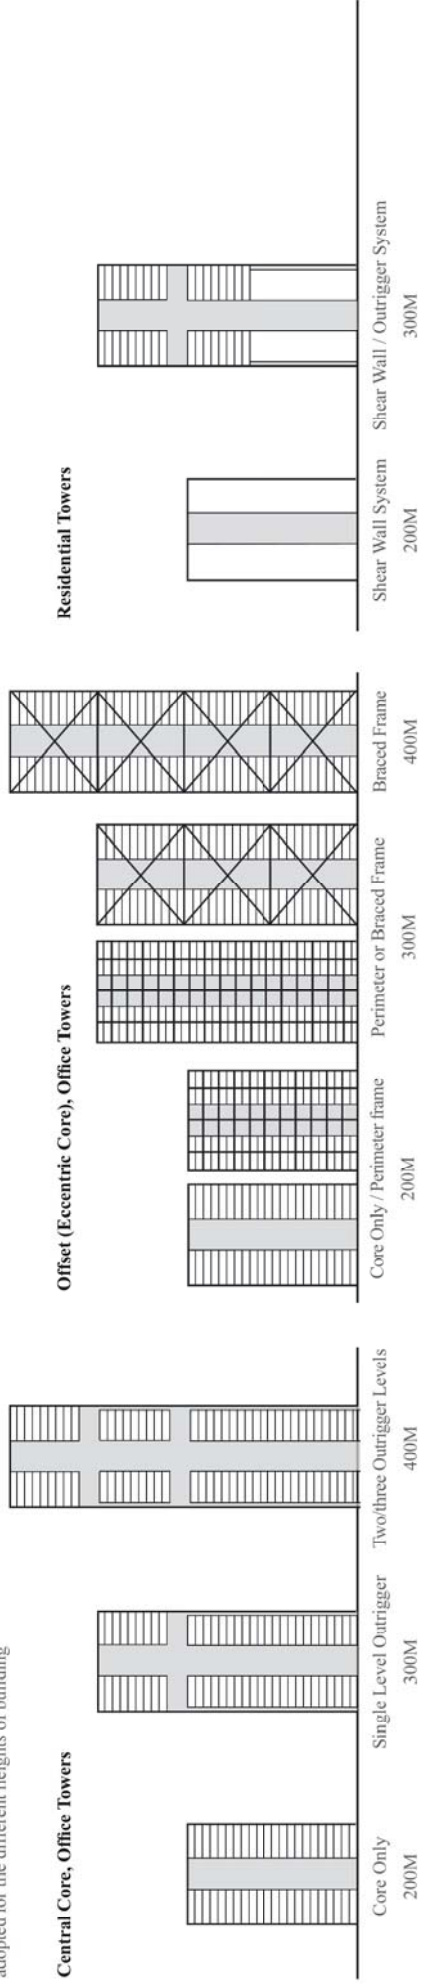 adopted for the different heights of building
Central Core, Office Towers
Core Only
200M
Single Level Outrigger
300M
Two/three Outrigger Levels
400M
Offset (Eccentric Core), Office Towers
Core Only / Perimeter frame
200M
Perimeter or Braced Frame
300M
Braced Frame
400M
Residential Towers
Shear Wall System
200M
Shear Wall / Outrigger System
300M